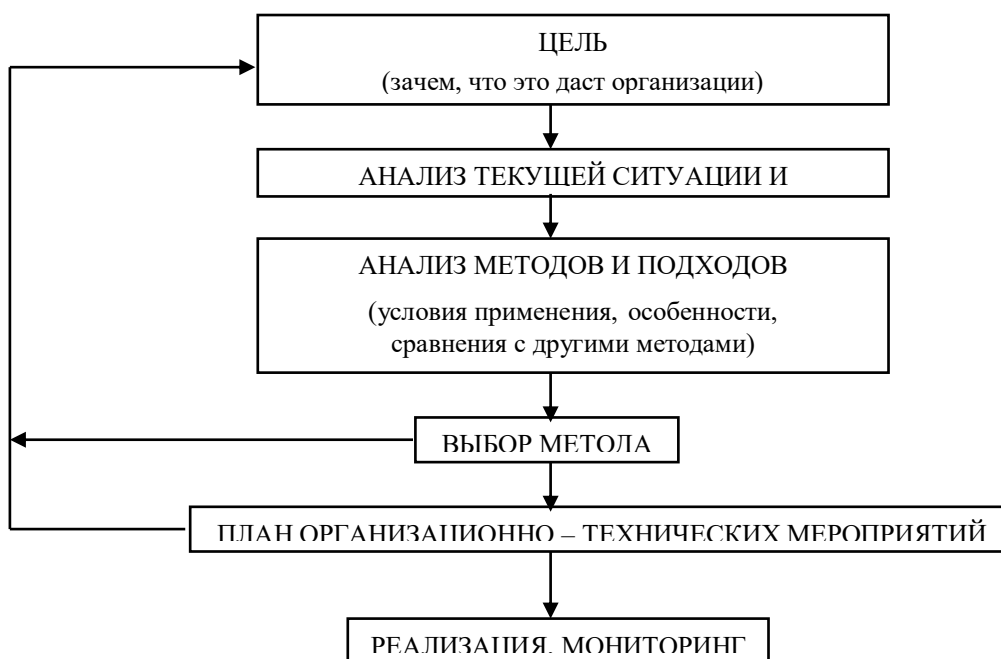 ЦЕЛЬ
(зачем, что это даст организации)
АНАЛИЗ ТЕКУЩЕЙ СИТУАЦИИ И
АНАЛИЗ МЕТОДОВ И ПОДХОДОВ
(условия применения, особенности,
сравнения с другими методами)
ВЫБОР МЕТОДА
ПЛАН ОРГАНИЗАЦИОННО – ТЕХНИЧЕСКИХ МЕРОПРИЯТИЙ
РЕАЛИЗАЦИЯ, МОНИТОРИНГ